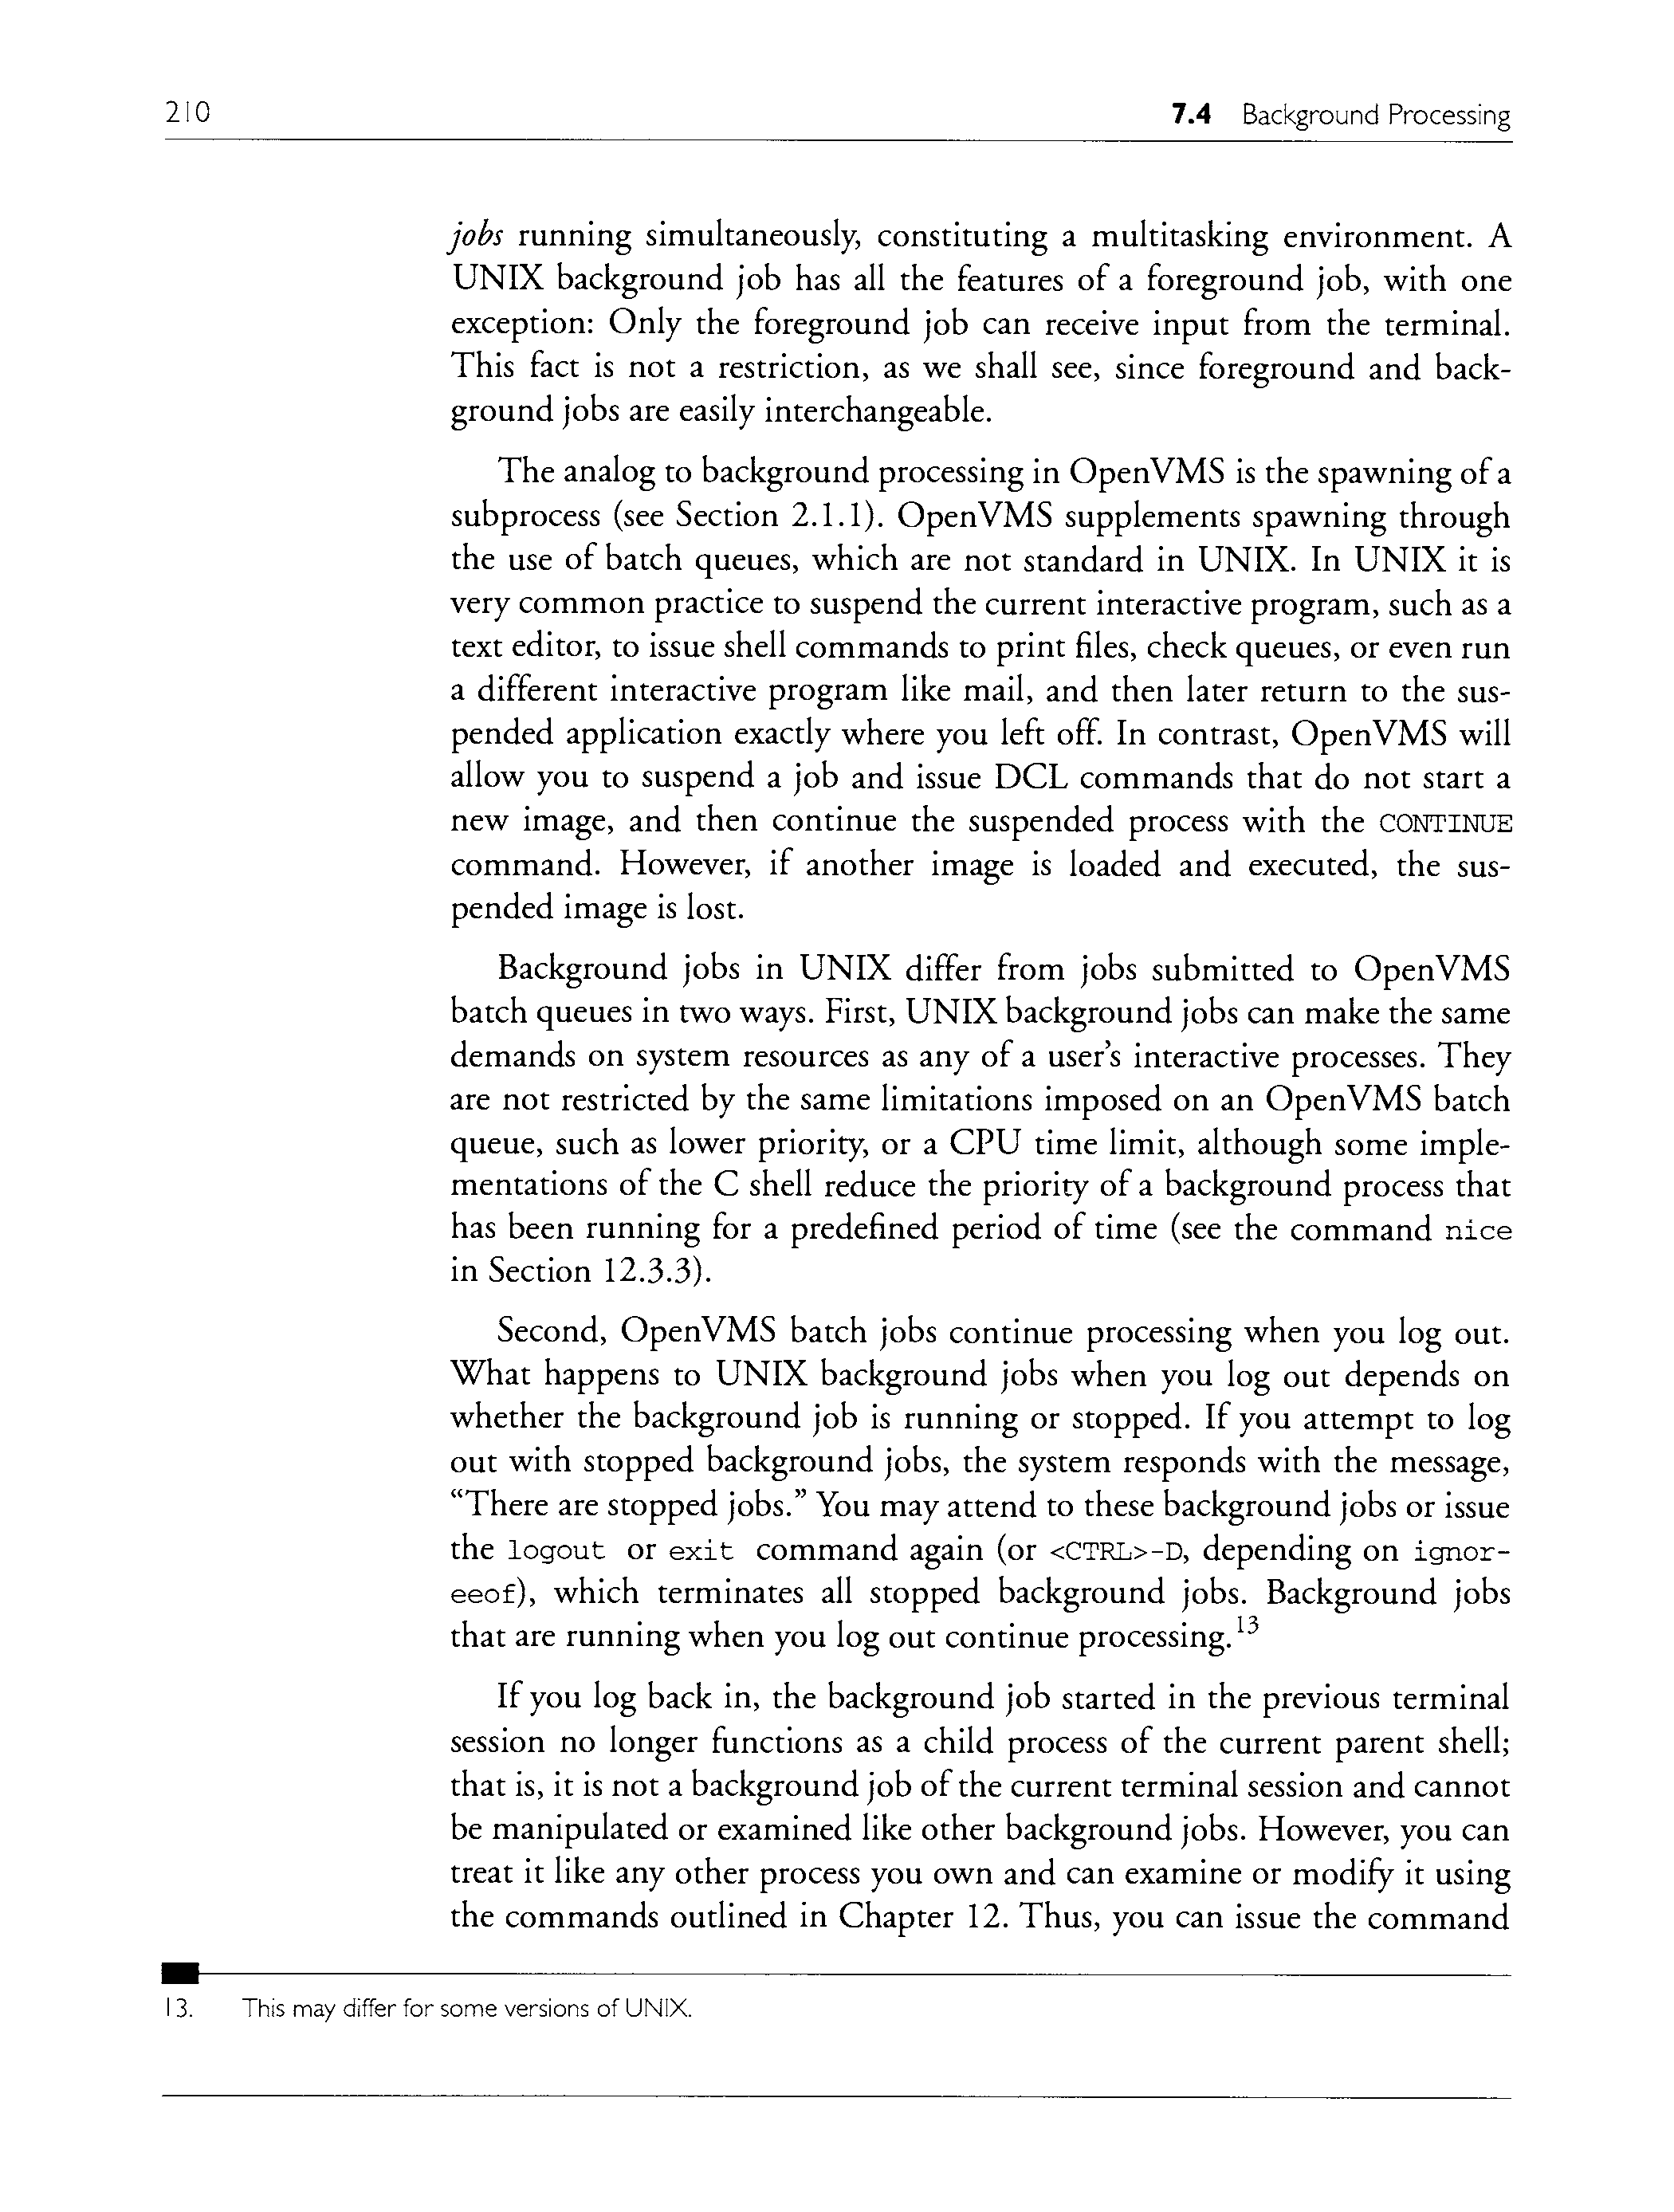 210
7.4 Background Processing
jobs running simultaneously, constituting a multitasking environment. A
UNIX background job has all the features of a foreground job, with one
exception: Only the foreground job can receive input from the terminal.
This fact is not a restriction, as we shall see, since foreground and back-
ground jobs are easily interchangeable.
The analog to background processing in OpenVMS is the spawning of a
subprocess (see Section 2.1.1). OpenVMS supplements spawning through
the use of batch queues, which are not standard in UNIX. In UNIX it is
very common practice to suspend the current interactive program, such as a
text editor, to issue shell commands to print files, check queues, or even run
a different interactive program like mail, and then later return to the sus-
pended application exactly where you left off. In contrast, OpenVMS will
allow you to suspend a job and issue DCL commands that do not start a
new image, and then continue the suspended process with the CONTINUE
command. However, if another image is loaded and executed, the sus-
pended image is lost.
Background jobs in UNIX differ from jobs submitted to OpenVMS
batch queues in two ways. First, UNIX background jobs can make the same
demands on system resources as any of a user's interactive processes. They
are not restricted by the same limitations imposed on an OpenVMS batch
queue, such as lower priority, or a CPU time limit, although some imple-
mentations of the C shell reduce the priority of a background process that
has been running for a predefined period of time (see the command nice
in Section 12.3.3).
Second, OpenVMS batch jobs continue processing when you log out.
What happens to UNIX background jobs when you log out depends on
whether the background job is running or stopped. If you attempt to log
out with stopped background jobs, the system responds with the message,
“There are stopped jobs.” You may attend to these background jobs or issue
the logout or exit command again (or <CTRL>-D, depending on ignor-
eeof), which terminates all stopped background jobs. Background jobs
that are running when you log out continue processing.13
If you log back in, the background job started in the previous terminal
session no longer functions as a child process of the current parent shell;
that is, it is not a background job of the current terminal session and cannot
be manipulated or examined like other background jobs. However, you can
treat it like any other process you own and can examine or modify it using
the commands outlined in Chapter 12. Thus, you can issue the command
13. This may differ for some versions of UNIX.